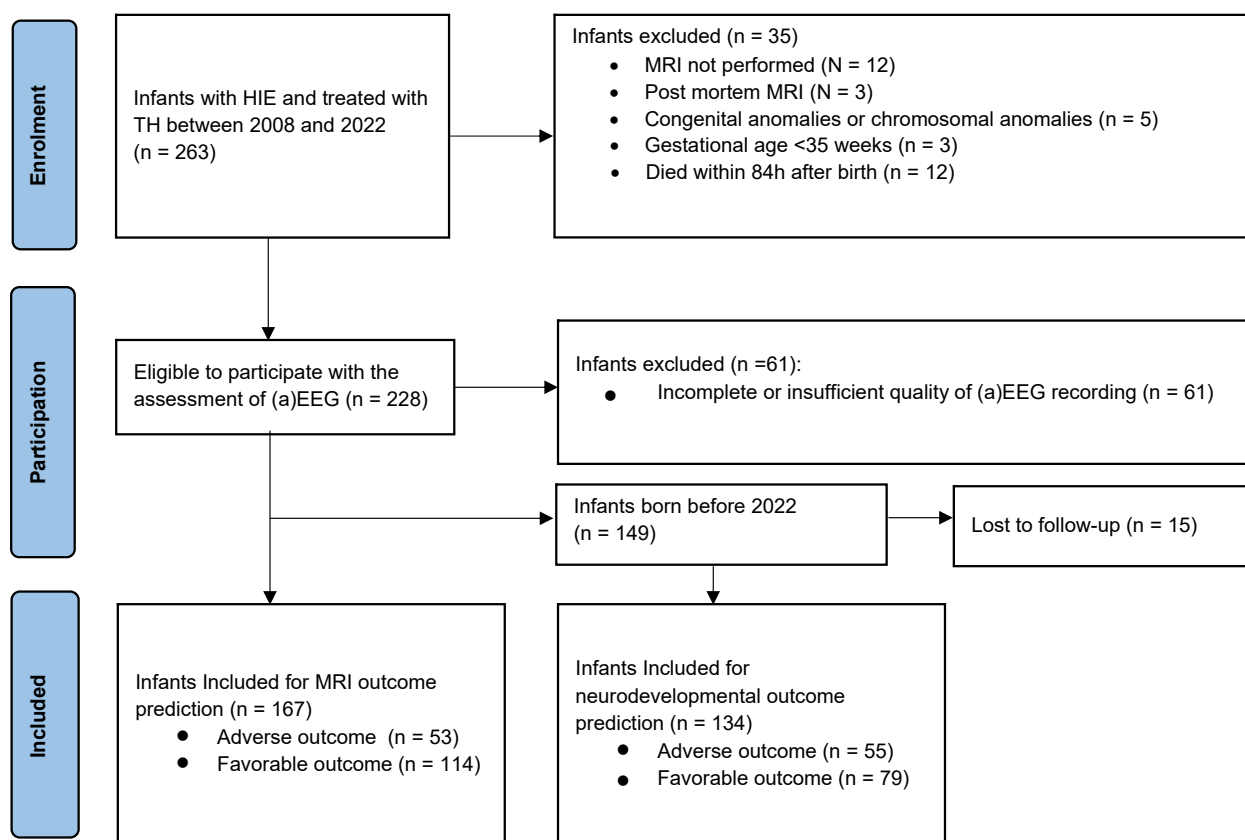 Enrolment
Infants with HIE and treated with
TH between 2008 and 2022
(n = 263)
Infants excluded (n = 35)
• MRI not performed (N = 12)
• Post mortem MRI (N = 3)
• Congenital anomalies or chromosomal anomalies (n = 5)
• Gestational age <35 weeks (n = 3)
• Died within 84h after birth (n = 12)
Participation
Eligible to participate with the
assessment of (a)EEG (n = 228)
Infants excluded (n =61):
• Incomplete or insufficient quality of (a)EEG recording (n = 61)
Infants born before 2022
(n = 149)
Lost to follow-up (n = 15)
Included
Infants Included for MRI outcome
prediction (n = 167)
• Adverse outcome (n = 53)
• Favorable outcome (n = 114)
Infants Included for
neurodevelopmental outcome
prediction (n = 134)
• Adverse outcome (n = 55)
• Favorable outcome (n = 79)